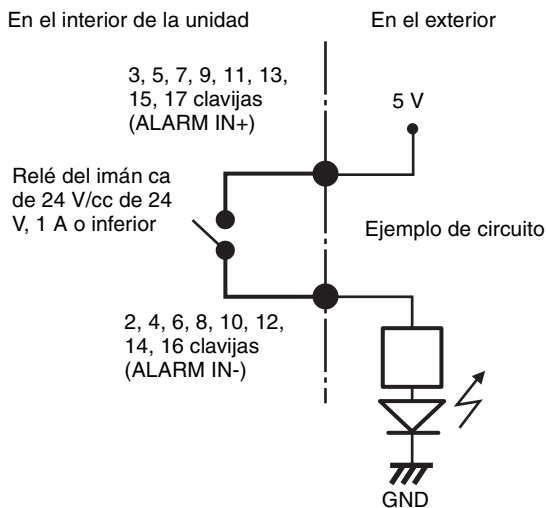 En el interior de la unidad
En el exterior
3, 5, 7, 9, 11, 13,
15, 17 clavijas
(ALARM IN+)
5 V
Relé del imán ca
de 24 V/cc de 24
V, 1 A o inferior
Ejemplo de circuito
2, 4, 6, 8, 10, 12,
14, 16 clavijas
(ALARM IN-)
GND